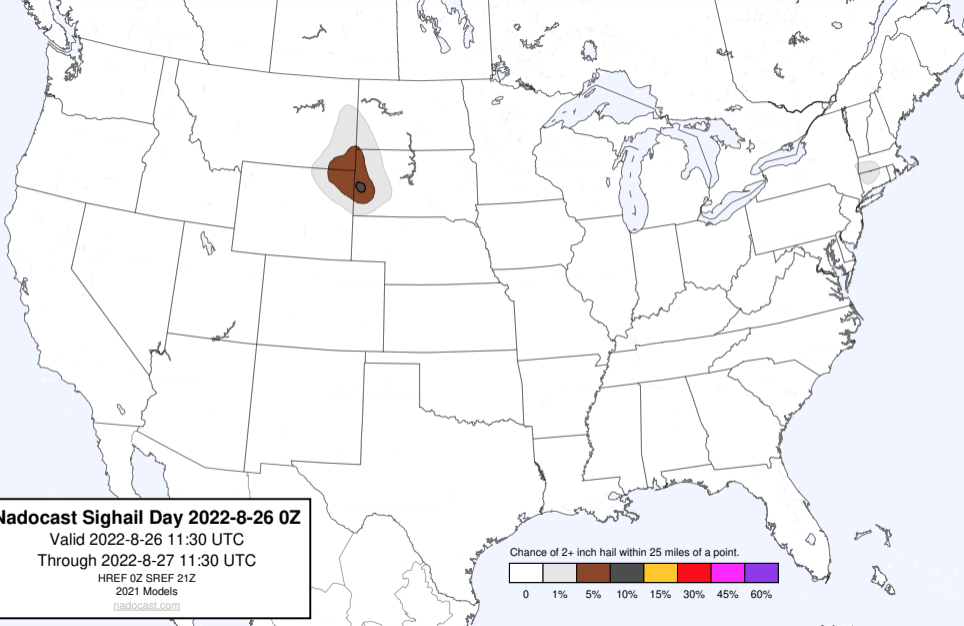 Nadocast Sighail Day 2022-8-26 0Z
Valid 2022-8-26 11:30 UTC
Through 2022-8-27 11:30 UTC
HREF 0Z SREF 21Z
2021 Models
nadocast.com
Chance of 2+ inch hail within 25 miles of a point.
0 1% 5% 10% 15% 30% 45% 60%